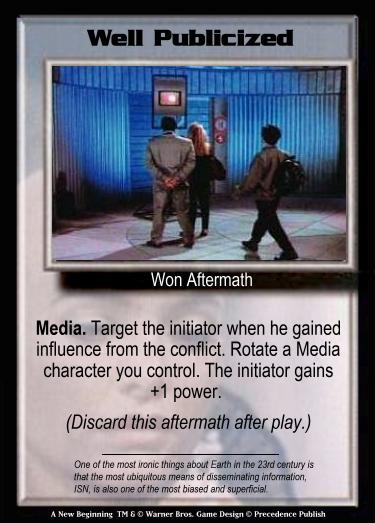 Well Publicized
Won Aftermath
Media. Target the initiator when he gained
influence from the conflict. Rotate a Media
character you control. The initiator gains
+1 power.
(Discard this aftermath after play.)
One of the most ironic things about Earth in the 23rd century is
that the most ubiquitous means of disseminating information,
ISN, is also one of the most biased and superficial.
A New Beginning TM & © Warner Bros. Game Design © Precedence Publish